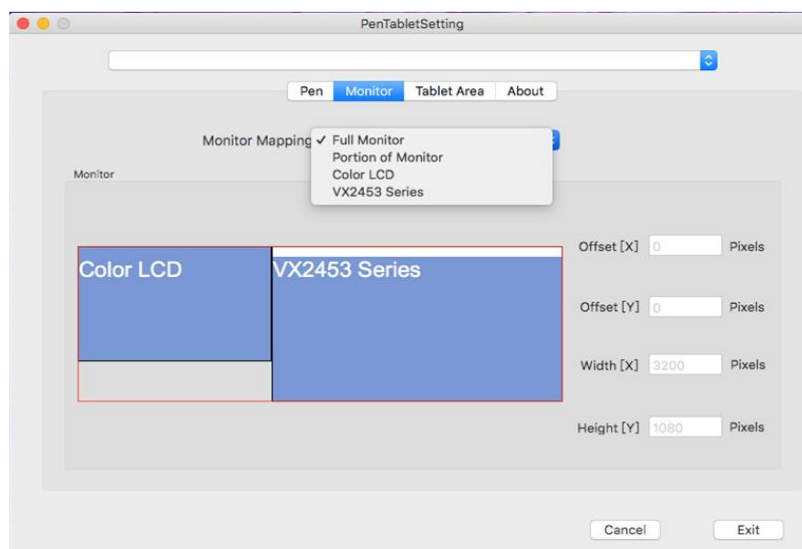 PenTabletSetting
Pen Monitor Tablet Area About
Monitor Mapping ✓ Full Monitor
Portion of Monitor
Color LCD
VX2453 Series
Monitor
Color LCD VX2453 Series
Offset [X] 0 Pixels
Offset [Y] 0 Pixels
Width [X] 3200 Pixels
Height [Y] 1080 Pixels
Cancel Exit